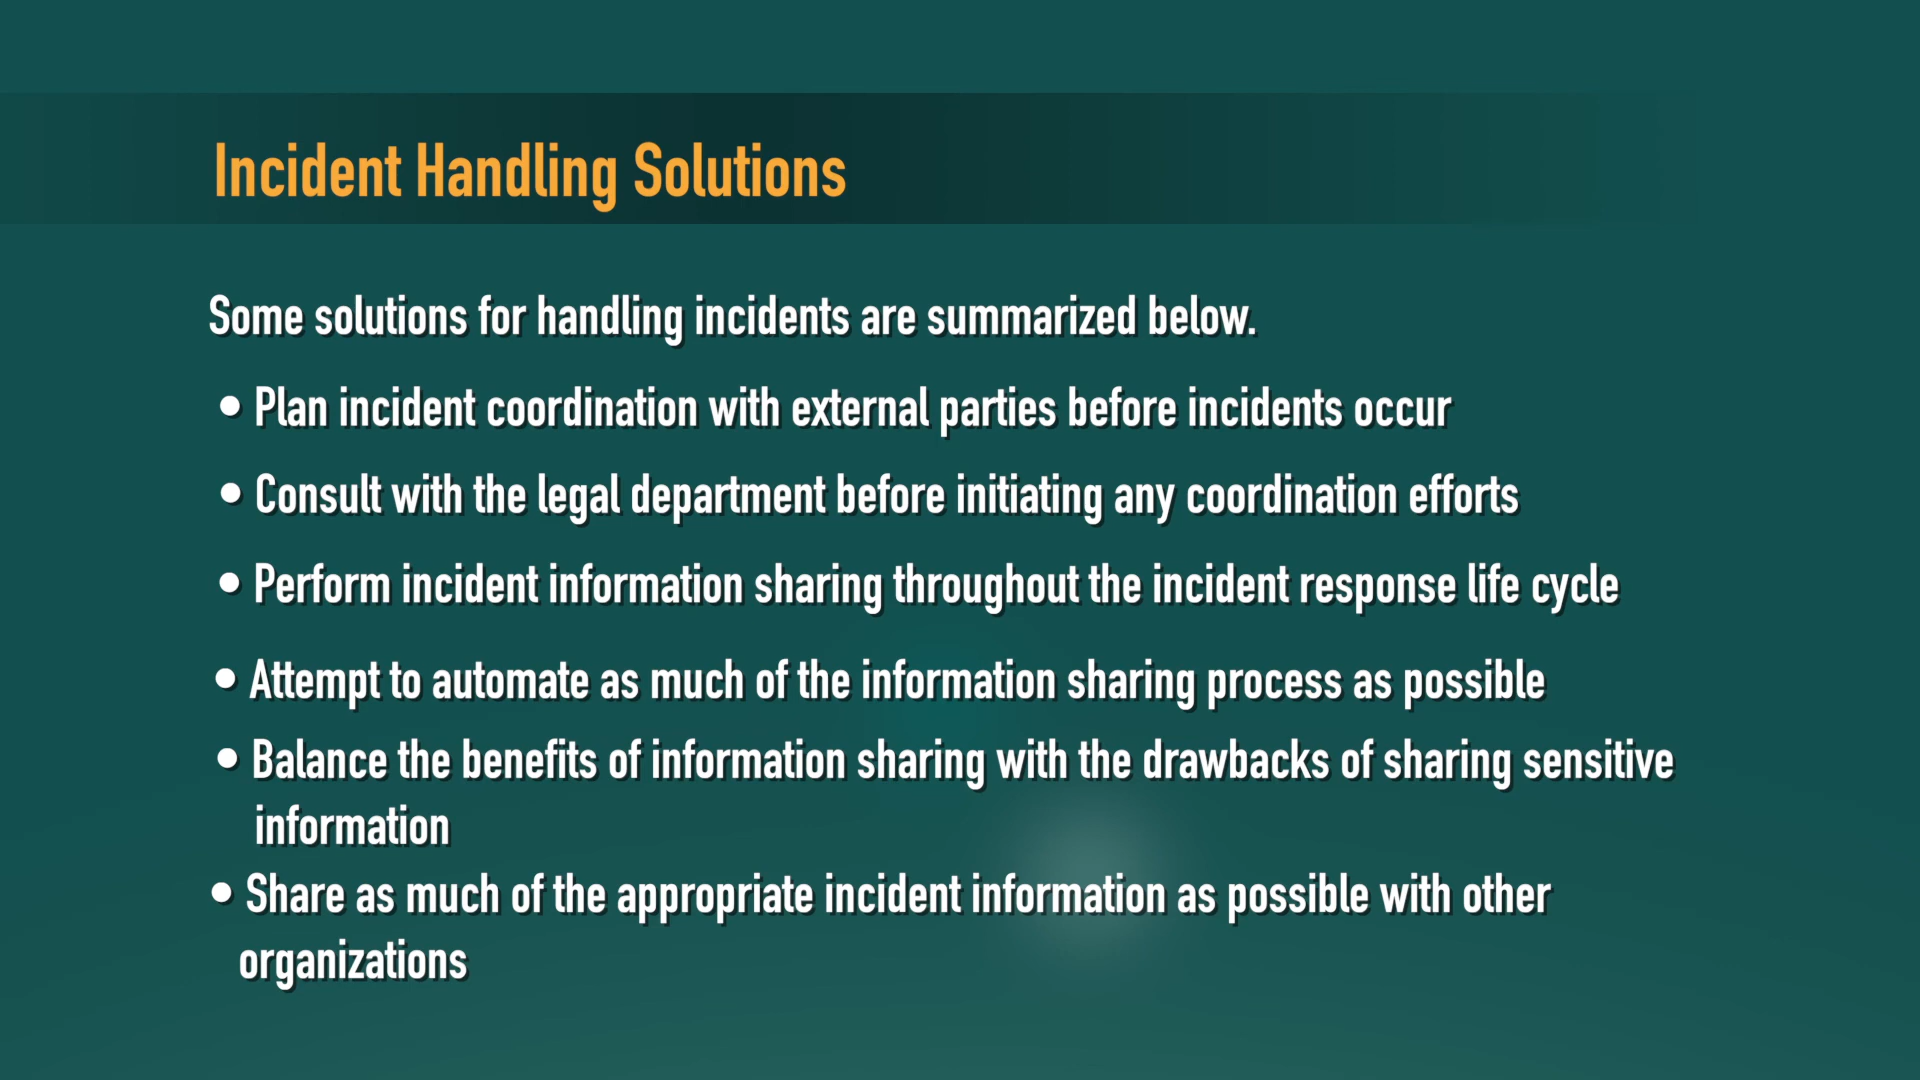 Incident Handling Solutions
Some solutions for handling incidents are summarized below.
• Plan incident coordination with external parties before incidents occur
• Consult with the legal department before initiating any coordination efforts
• Perform incident information sharing throughout the incident response life cycle
• Attempt to automate as much of the information sharing process as possible
• Balance the benefits of information sharing with the drawbacks of sharing sensitive
information
• Share as much of the appropriate incident information as possible with other
organizations